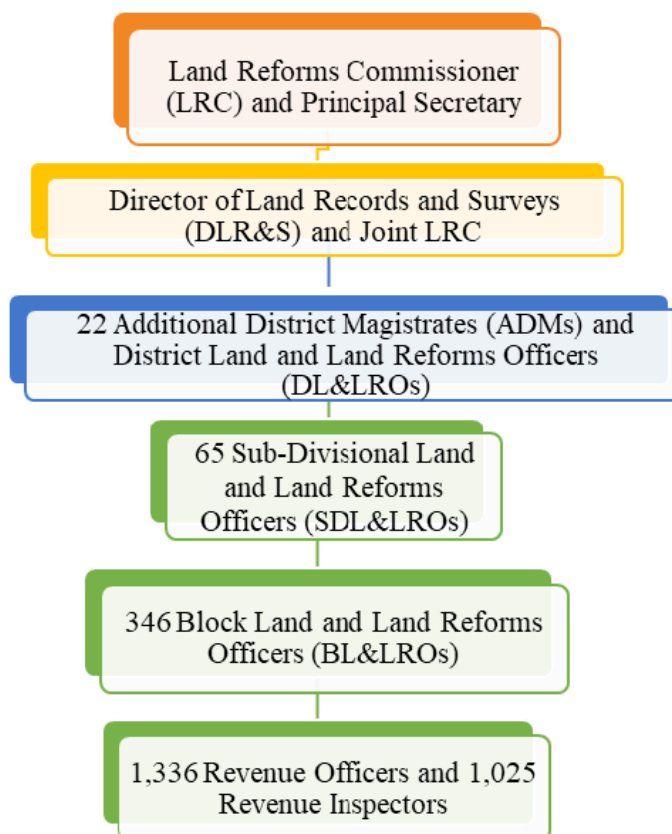 Land Reforms Commissioner
(LRC) and Principal Secretary
Director of Land Records and Surveys
(DLR&S) and Joint LRC
22 Additional District Magistrates (ADMs) and
District Land and Land Reforms Officers
(DL&LROs)
65 Sub-Divisional Land
and Land Reforms
Officers (SDL&LROs)
346 Block Land and Land Reforms
Officers (BL&LROs)
1,336 Revenue Officers and 1,025
Revenue Inspectors